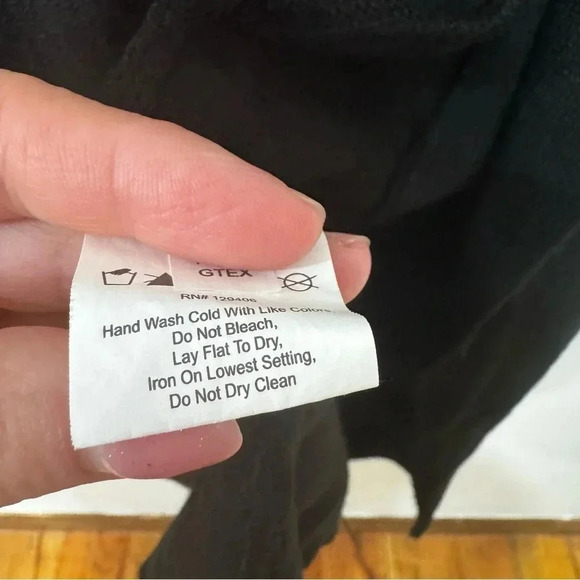 GTEX
RN# 129406
Hand Wash Cold With Like Colors,
Do Not Bleach,
Lay Flat To Dry,
Iron On Lowest Setting,
Do Not Dry Clean